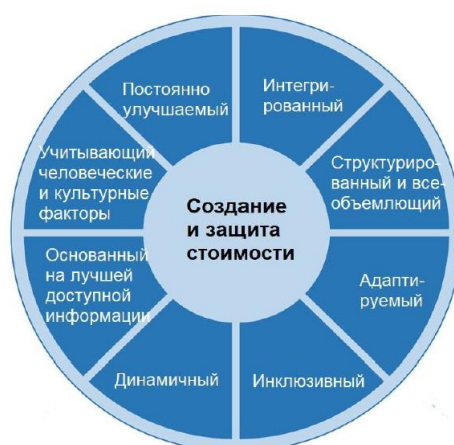 Постоянно
улучшаемый
Интегри-
рованный
Учитывающий
человеческие
и культурные
факторы
Создание
и защита
стоимости
Структуриро-
ванный и все-
объемлющий
Основанный
на лучшей
доступной
информации
Адапти-
руемый
Динамичный
Инклюзивный